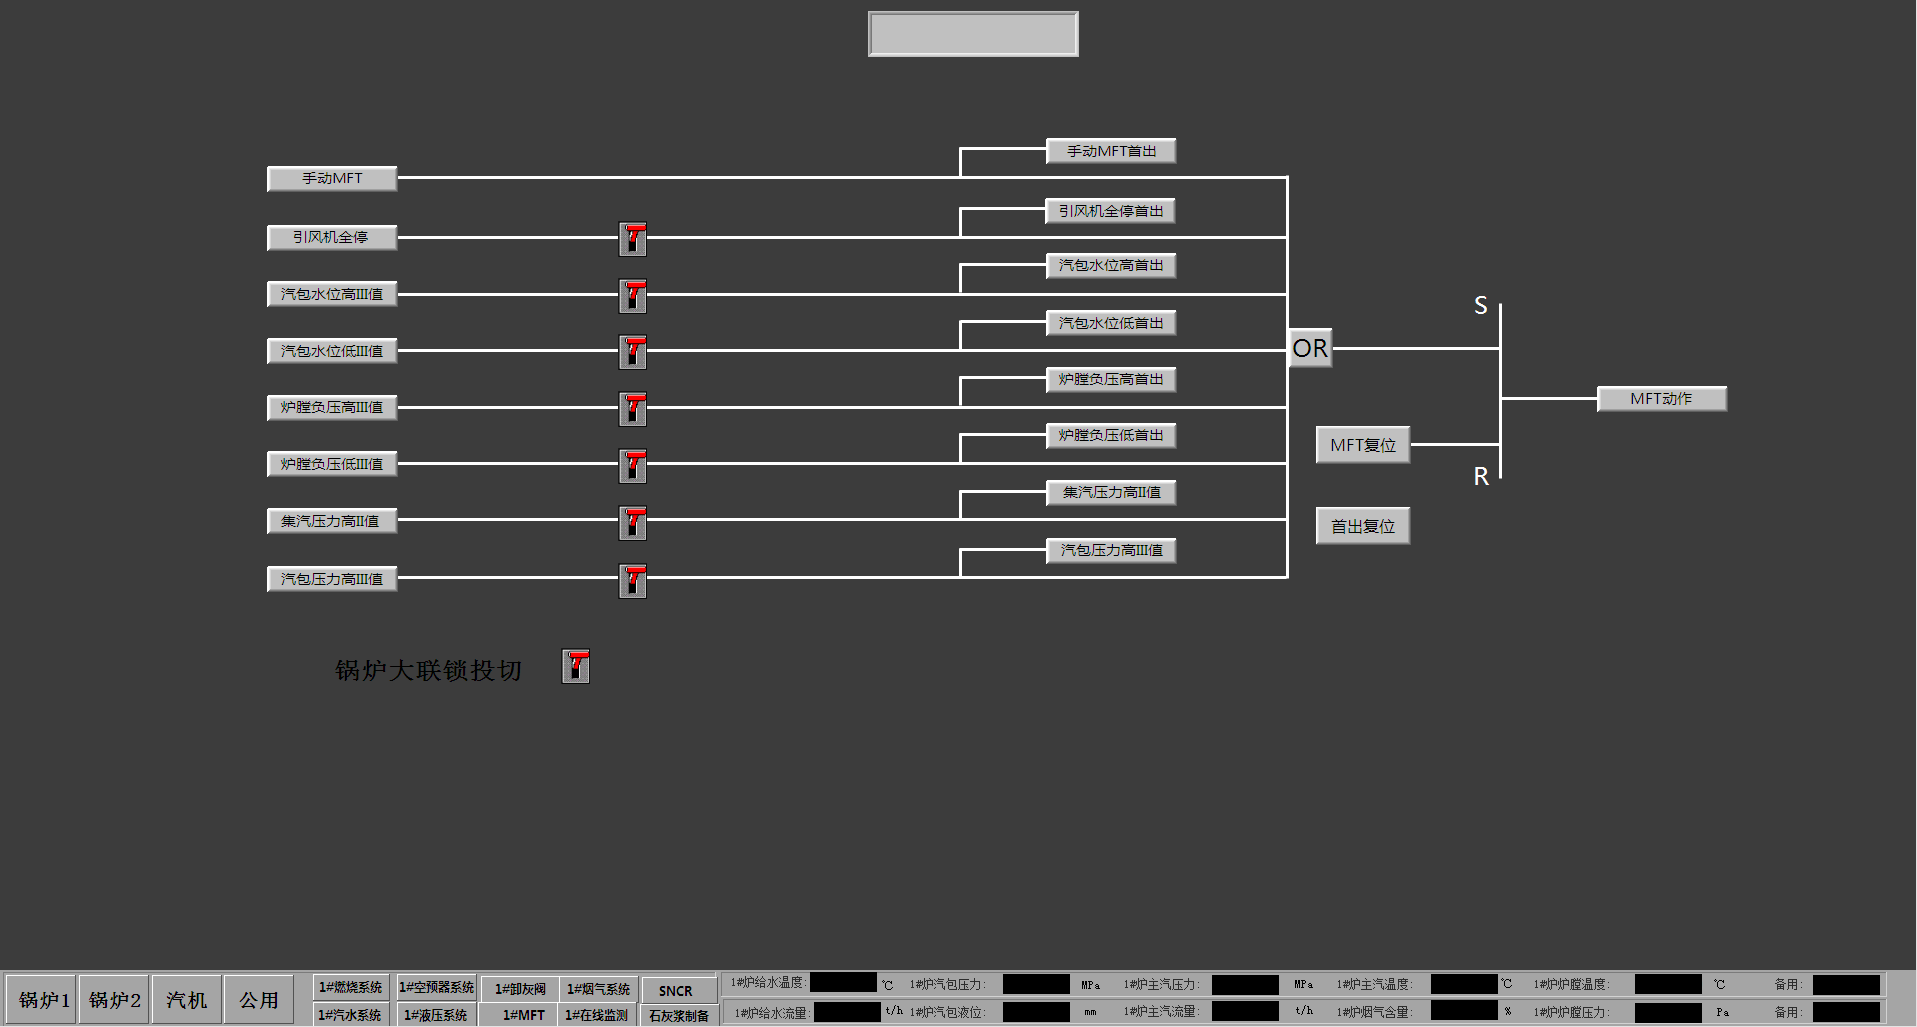 手动MFT首出
手动MFT
引风机全停首出
引风机全停
汽包水位高首出
汽包水位高III值
汽包水位低首出
汽包水位低III值
炉膛负压高首出
炉膛负压高III值
炉膛负压低首出
炉膛负压低III值
集汽压力高II值
集汽压力高II值
汽包压力高III值
汽包压力高III值
OR
S
MFT动作
MFT复位
R
首出复位
锅炉大联锁投切
锅炉1 锅炉2 汽机 公用
1#燃烧系统 1#空预器系统 1#卸灰阀 1#烟气系统 SNCR
1#汽水系统 1#液压系统 1#MFT 1#在线监测 石灰浆制备
1#炉给水温度: ℃ 1#炉汽包压力: MPa 1#炉主汽压力: MPa 1#炉主汽温度: ℃ 1#炉炉膛温度: ℃ 备用:
1#炉给水流量: t/h 1#炉汽包液位: mm 1#炉主汽流量: t/h 1#炉烟气含量: % 1#炉炉膛压力: Pa 备用: